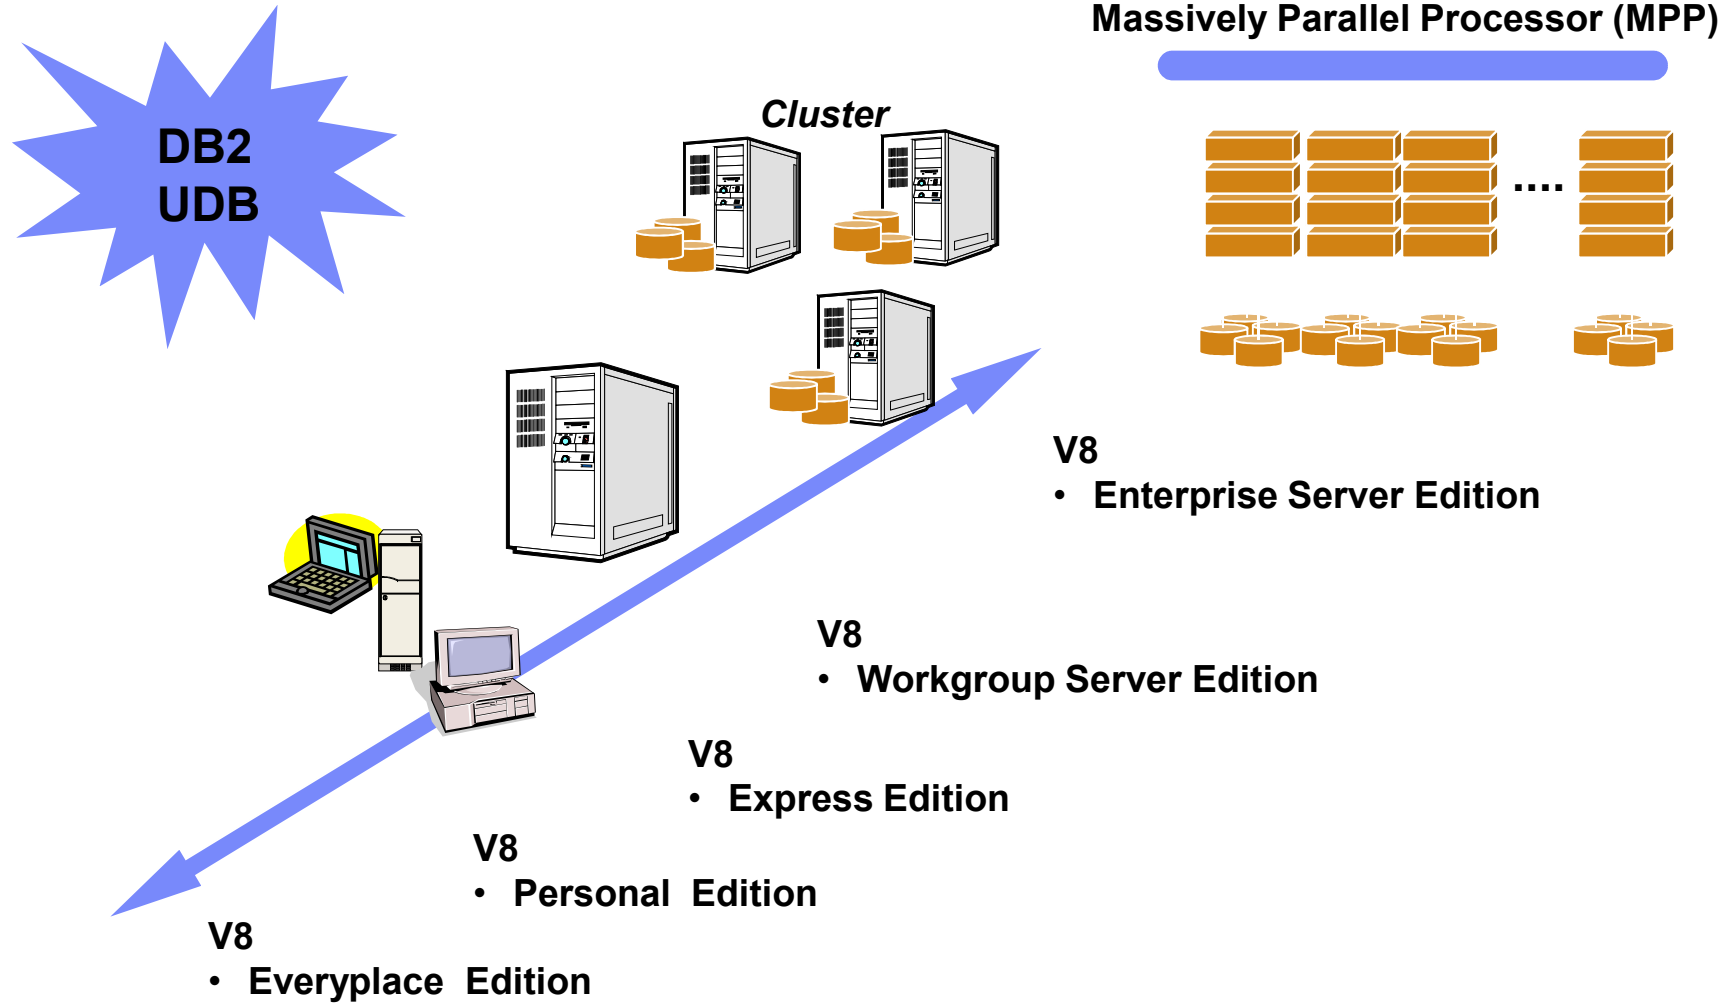 Massively Parallel Processor (MPP)
DB2
UDB
Cluster
....
V8
• Enterprise Server Edition
V8
• Workgroup Server Edition
V8
• Express Edition
V8
• Personal Edition
V8
• Everyplace Edition